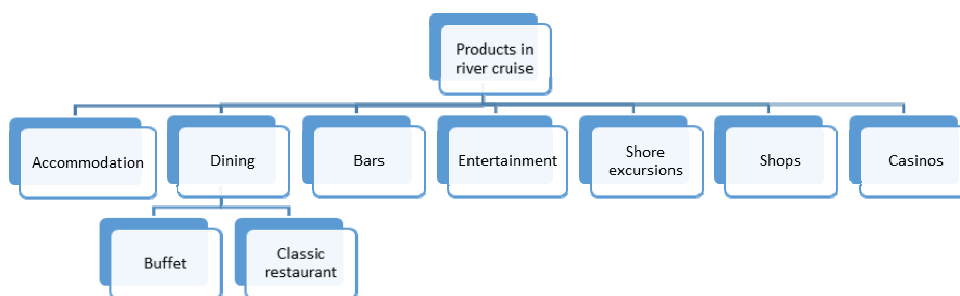 Products in
river cruise
Accommodation
Dining
Bars
Entertainment
Shore
excursions
Shops
Casinos
Buffet
Classic
restaurant